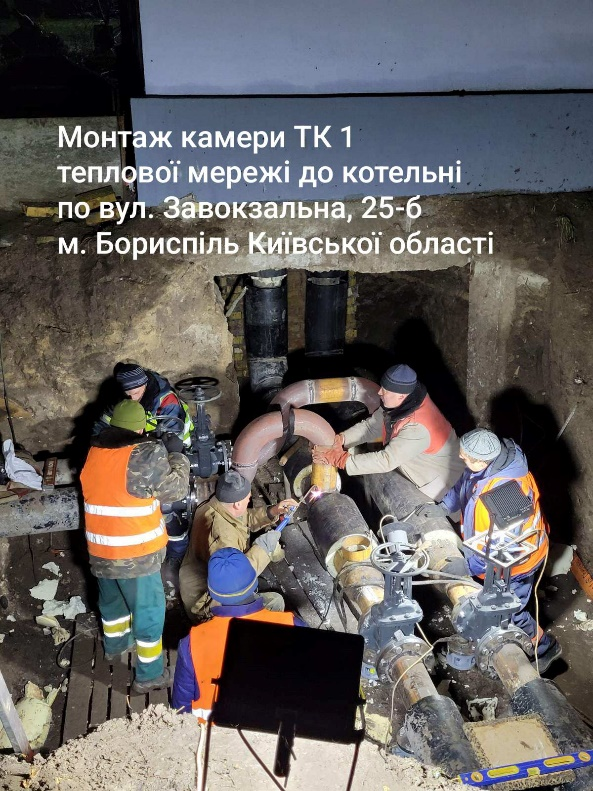 Монтаж камери ТК 1
теплової мережі до котельні
по вул. Завокзальна, 25-б
м. Бориспіль Київської області